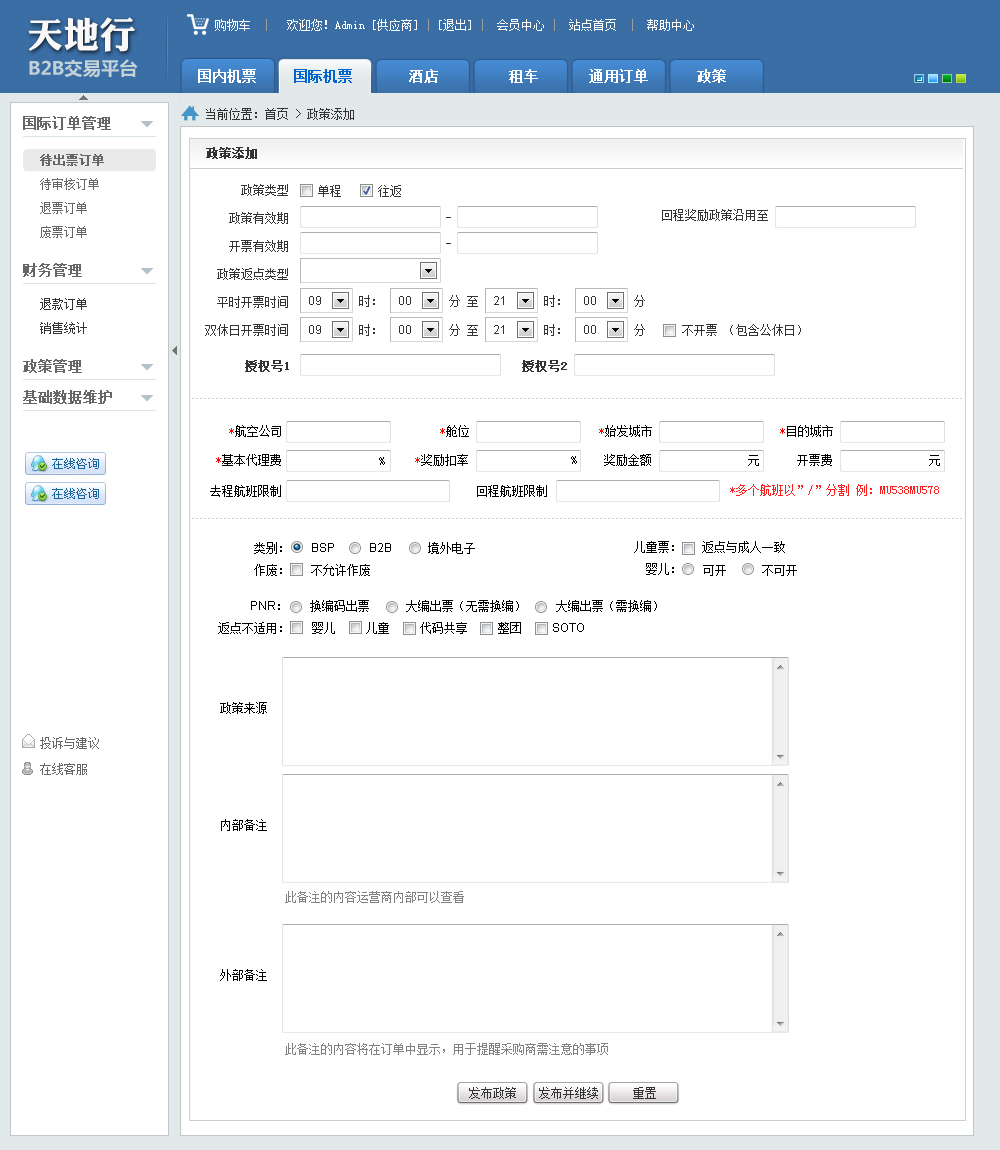 天地行
B2B交易平台
购物车 | 欢迎您! Admin [供应商] | [退出] | 会员中心 | 站点首页 | 帮助中心
国内机票 国际机票 酒店 租车 通用订单 政策
当前位置：首页 > 政策添加
国际订单管理
待出票订单
待审核订单
退票订单
废票订单
财务管理
退款订单
销售统计
政策管理
基础数据维护
在线咨询
在线咨询
投诉与建议
在线客服
政策添加
政策类型 单程 往返
政策有效期 - 回程奖励政策沿用至
开票有效期 -
政策返点类型
平时开票时间 09 时： 00 分 至 21 时： 00 分
双休日开票时间 09 时： 00 分 至 21 时： 00 分 不开票 （包含公休日）
授权号1 授权号2
*航空公司 *舱位 *始发城市 *目的城市
*基本代理费 % *奖励扣率 % 奖励金额 元 开票费 元
去程航班限制 回程航班限制 *多个航班以”/”分割 例：MU538MU578
类别： BSP B2B 境外电子 儿童票： 返点与成人一致
作废： 不允许作废 婴儿： 可开 不可开
PNR： 换编码出票 大编出票（无需换编） 大编出票（需换编）
返点不适用： 婴儿 儿童 代码共享 整团 SOTO
政策来源
内部备注
此备注的内容运营商内部可以查看
外部备注
此备注的内容将在订单中显示，用于提醒采购商需注意的事项
发布政策 发布并继续 重置